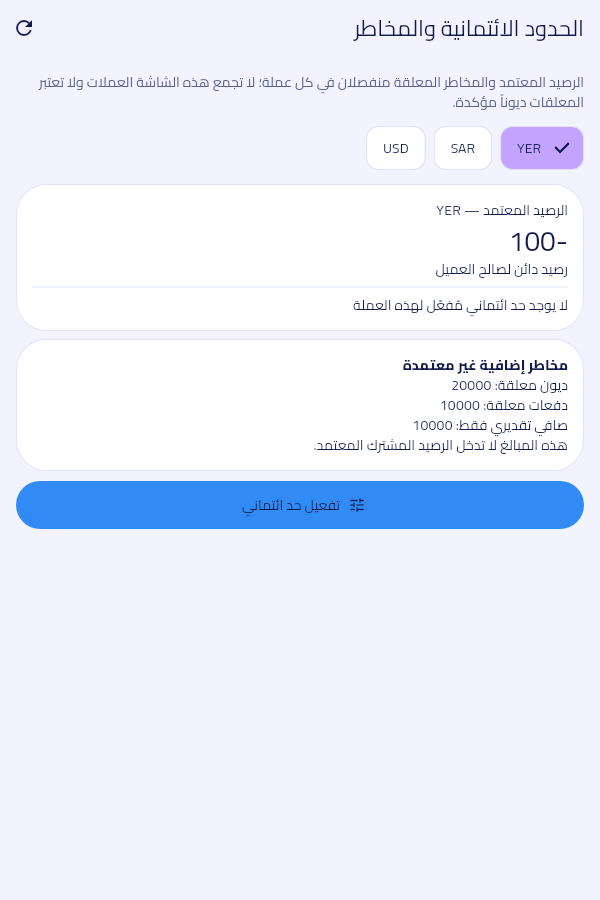 الحدود الائتمانية والمخاطر
الرصيد المعتمد والمخاطر المعلقة منفصلان في كل عملة؛ لا تجمع هذه الشاشة العملات ولا تعتبر
المعلقات ديونًا مؤكدة.
YER SAR USD
الرصيد المعتمد — YER
-100
رصيد دائن لصالح العميل
لا يوجد حد ائتماني مُفعّل لهذه العملة
مخاطر إضافية غير معتمدة
ديون معلقة: 20000
دفعات معلقة: 10000
صافي تقديري فقط: 10000
هذه المبالغ لا تدخل الرصيد المشترك المعتمد.
تفعيل حد ائتماني